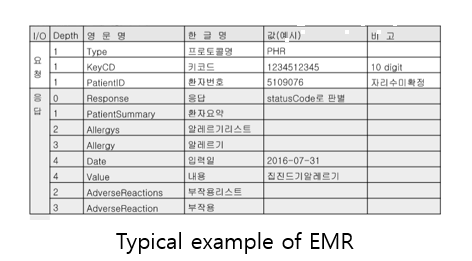 I/O Depth 영 문 명 한 글 명 값(예시) 비 고
요청 1 Type 프로토콜명 PHR
1 KeyCD 키코드 1234512345 10 digit
1 PatientID 환자번호 5109076 자리수미확정
응답 0 Response 응답 statusCode로 판별
1 PatientSummary 환자요약
2 Allergys 알레르기리스트
3 Allergy 알레르기
4 Date 입력일 2016-07-31
4 Value 내용 집진드기알레르기
2 AdverseReactions 부작용리스트
3 AdverseReaction 부작용
Typical example of EMR